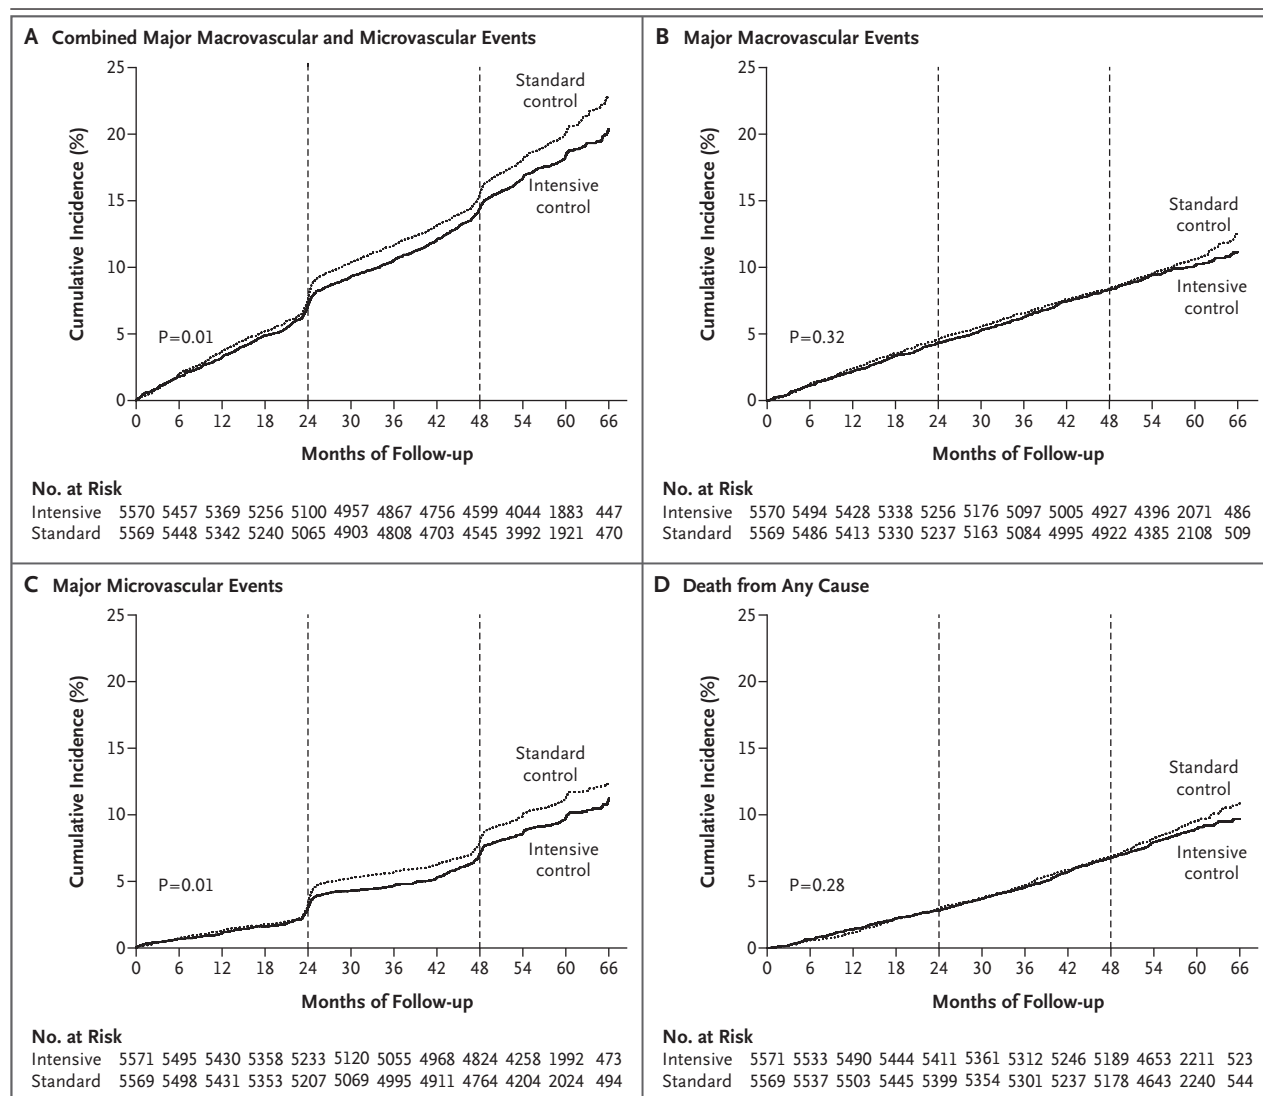 A Combined Major Macrovascular and Microvascular Events
25
20
15
10
5
0
Cumulative Incidence (%)
Standard
control
Intensive
control
P=0.01
0 6 12 18 24 30 36 42 48 54 60 66
Months of Follow-up
No. at Risk
Intensive 5570 5457 5369 5256 5100 4957 4867 4756 4599 4044 1883 447
Standard 5569 5448 5342 5240 5065 4903 4808 4703 4545 3992 1921 470
B Major Macrovascular Events
25
20
15
10
5
0
Cumulative Incidence (%)
Standard
control
Intensive
control
P=0.32
0 6 12 18 24 30 36 42 48 54 60 66
Months of Follow-up
No. at Risk
Intensive 5570 5494 5428 5338 5256 5176 5097 5005 4927 4396 2071 486
Standard 5569 5486 5413 5330 5237 5163 5084 4995 4922 4385 2108 509
C Major Microvascular Events
25
20
15
10
5
0
Cumulative Incidence (%)
Standard
control
Intensive
control
P=0.01
0 6 12 18 24 30 36 42 48 54 60 66
Months of Follow-up
No. at Risk
Intensive 5571 5495 5430 5358 5233 5120 5055 4968 4824 4258 1992 473
Standard 5569 5498 5431 5353 5207 5069 4995 4911 4764 4204 2024 494
D Death from Any Cause
25
20
15
10
5
0
Cumulative Incidence (%)
Standard
control
Intensive
control
P=0.28
0 6 12 18 24 30 36 42 48 54 60 66
Months of Follow-up
No. at Risk
Intensive 5571 5533 5490 5444 5411 5361 5312 5246 5189 4653 2211 523
Standard 5569 5537 5503 5445 5399 5354 5301 5237 5178 4643 2240 544